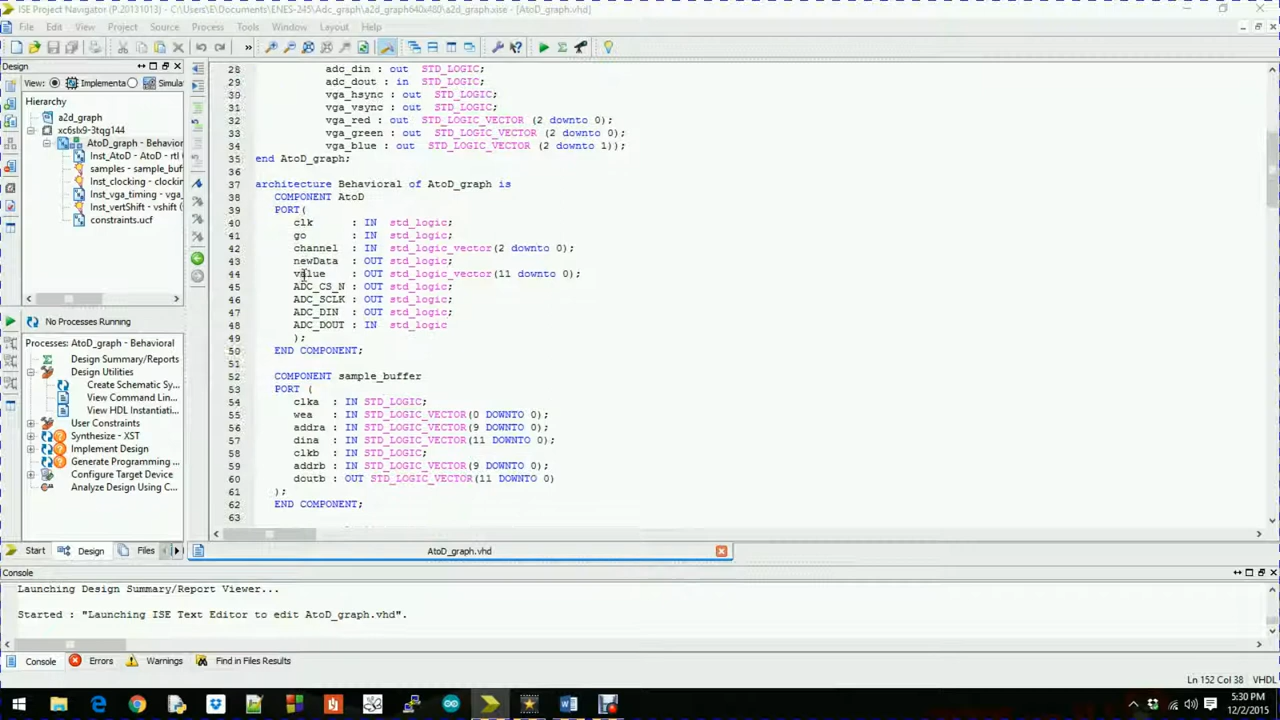 ISE Project Navigator (P.20131013) - C:\Users\E\Documents\ENES-245\Adc_graph\a2d_graph640x480\a2d_graph.xise - [AtoD_graph.vhd]
File Edit View Project Source Process Tools Window Layout Help
Design
View: Implementa Simula
Hierarchy
a2d_graph
xc6slx9-3tqg144
AtoD_graph - Behavior
Inst_AtoD - AtoD - rtl
samples - sample_buf
Inst_clocking - clockin
Inst_vga_timing - vga_
Inst_vertShift - vshift (
constraints.ucf
No Processes Running
Processes: AtoD_graph - Behavioral
Design Summary/Reports
Design Utilities
Create Schematic Sy...
View Command Lin...
View HDL Instantiati...
User Constraints
Synthesize - XST
Implement Design
Generate Programming ...
Configure Target Device
Analyze Design Using C...
Start Design Files
28 adc_din : out STD_LOGIC;
29 adc_dout : in STD_LOGIC;
30 vga_hsync : out STD_LOGIC;
31 vga_vsync : out STD_LOGIC;
32 vga_red : out STD_LOGIC_VECTOR (2 downto 0);
33 vga_green : out STD_LOGIC_VECTOR (2 downto 0);
34 vga_blue : out STD_LOGIC_VECTOR (2 downto 1));
35 end AtoD_graph;
36
37 architecture Behavioral of AtoD_graph is
38 COMPONENT AtoD
39 PORT(
40 clk : IN std_logic;
41 go : IN std_logic;
42 channel : IN std_logic_vector(2 downto 0);
43 newData : OUT std_logic;
44 value : OUT std_logic_vector(11 downto 0);
45 ADC_CS_N : OUT std_logic;
46 ADC_SCLK : OUT std_logic;
47 ADC_DIN : OUT std_logic;
48 ADC_DOUT : IN std_logic
49 );
50 END COMPONENT;
51
52 COMPONENT sample_buffer
53 PORT (
54 clka : IN STD_LOGIC;
55 wea : IN STD_LOGIC_VECTOR(0 DOWNTO 0);
56 addra : IN STD_LOGIC_VECTOR(9 DOWNTO 0);
57 dina : IN STD_LOGIC_VECTOR(11 DOWNTO 0);
58 clkb : IN STD_LOGIC;
59 addrb : IN STD_LOGIC_VECTOR(9 DOWNTO 0);
60 doutb : OUT STD_LOGIC_VECTOR(11 DOWNTO 0)
61 );
62 END COMPONENT;
63
AtoD_graph.vhd
Console
Launching Design Summary/Report Viewer...
Started : "Launching ISE Text Editor to edit AtoD_graph.vhd".
Console Errors Warnings Find in Files Results
Ln 152 Col 38 VHDL
5:30 PM
12/2/2015